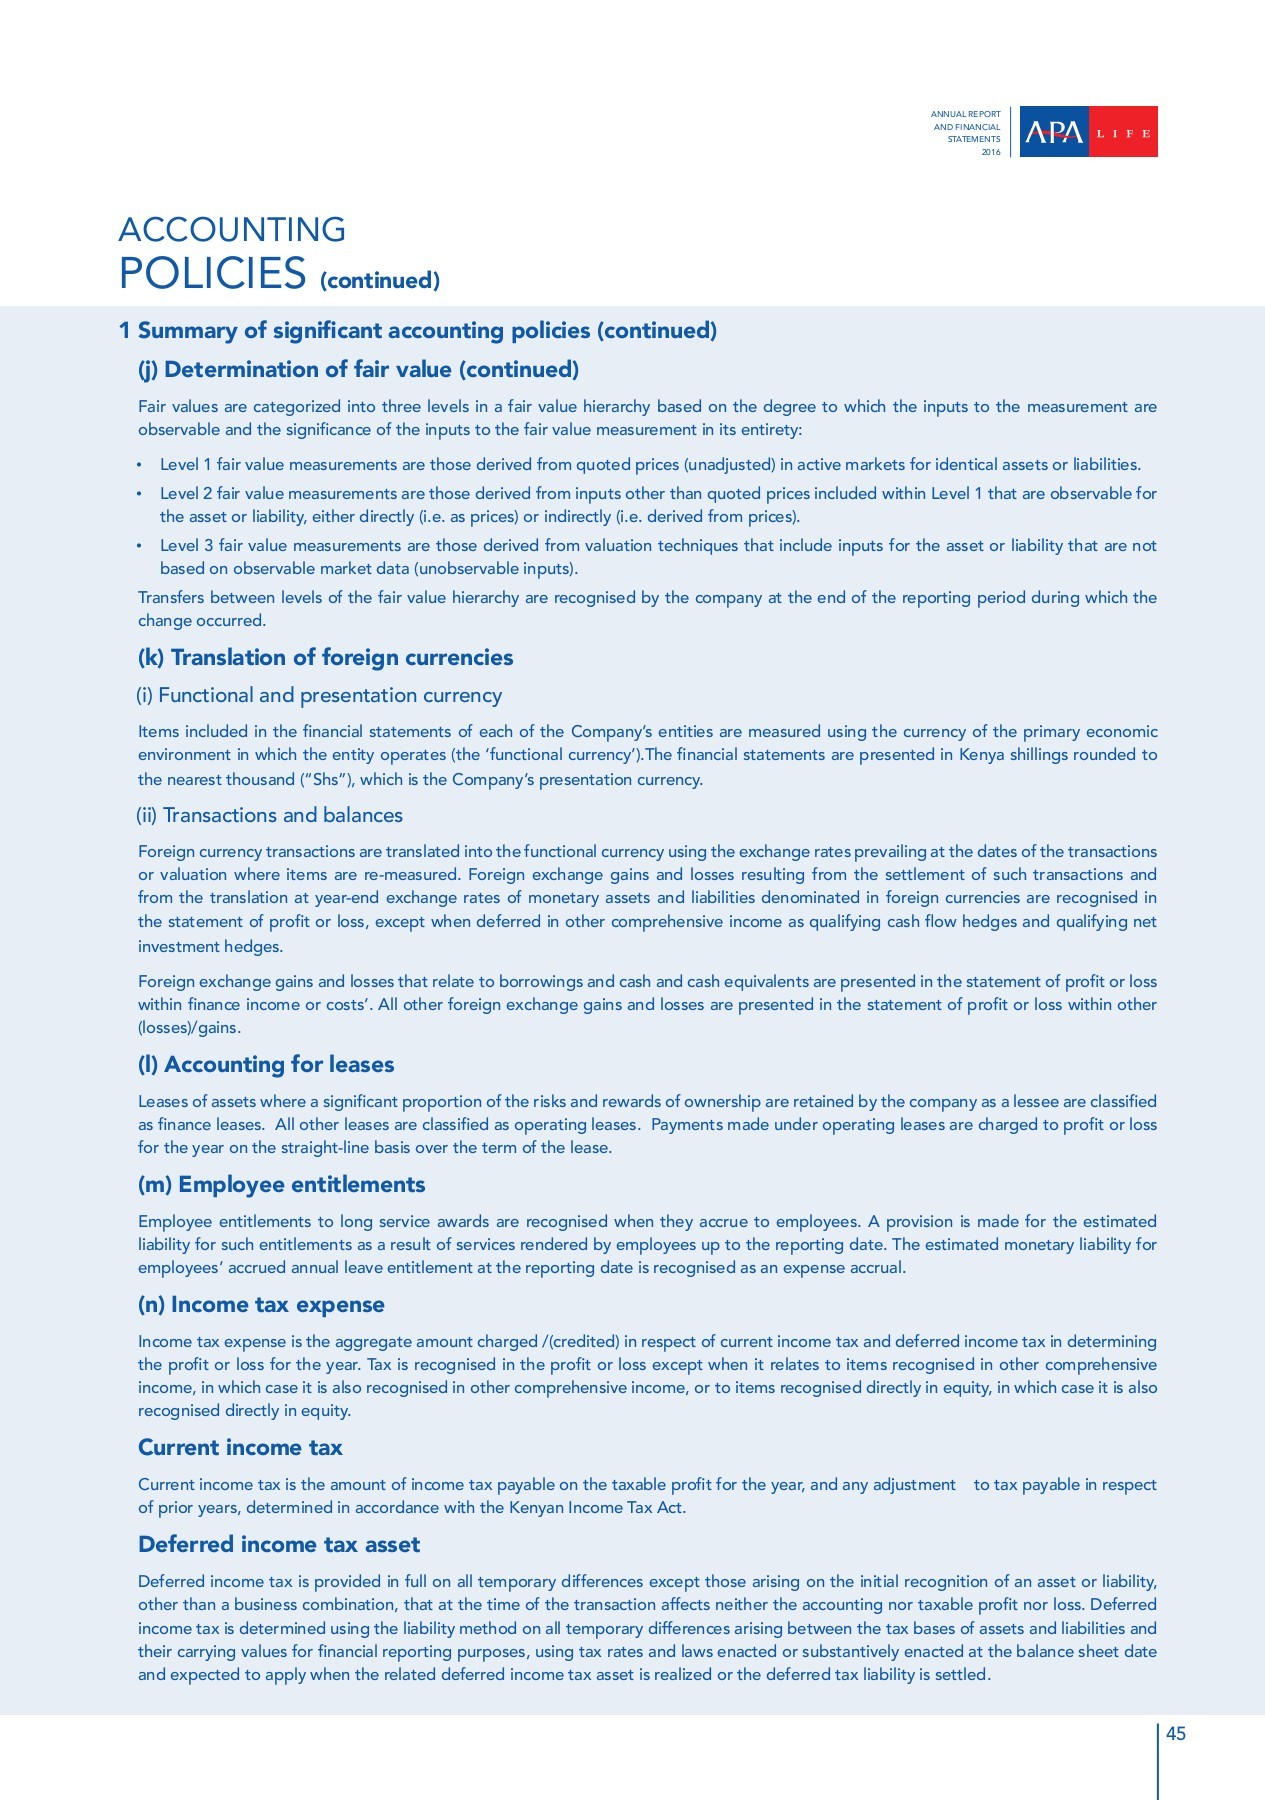 ANNUAL REPORT
AND FINANCIAL
STATEMENTS
2016
APA LIFE
ACCOUNTING
POLICIES (continued)
1 Summary of significant accounting policies (continued)
(j) Determination of fair value (continued)
Fair values are categorized into three levels in a fair value hierarchy based on the degree to which the inputs to the measurement are
observable and the significance of the inputs to the fair value measurement in its entirety:
• Level 1 fair value measurements are those derived from quoted prices (unadjusted) in active markets for identical assets or liabilities.
• Level 2 fair value measurements are those derived from inputs other than quoted prices included within Level 1 that are observable for
the asset or liability, either directly (i.e. as prices) or indirectly (i.e. derived from prices).
• Level 3 fair value measurements are those derived from valuation techniques that include inputs for the asset or liability that are not
based on observable market data (unobservable inputs).
Transfers between levels of the fair value hierarchy are recognised by the company at the end of the reporting period during which the
change occurred.
(k) Translation of foreign currencies
(i) Functional and presentation currency
Items included in the financial statements of each of the Company’s entities are measured using the currency of the primary economic
environment in which the entity operates (the ‘functional currency’).The financial statements are presented in Kenya shillings rounded to
the nearest thousand (“Shs”), which is the Company’s presentation currency.
(ii) Transactions and balances
Foreign currency transactions are translated into the functional currency using the exchange rates prevailing at the dates of the transactions
or valuation where items are re-measured. Foreign exchange gains and losses resulting from the settlement of such transactions and
from the translation at year-end exchange rates of monetary assets and liabilities denominated in foreign currencies are recognised in
the statement of profit or loss, except when deferred in other comprehensive income as qualifying cash flow hedges and qualifying net
investment hedges.
Foreign exchange gains and losses that relate to borrowings and cash and cash equivalents are presented in the statement of profit or loss
within finance income or costs’. All other foreign exchange gains and losses are presented in the statement of profit or loss within other
(losses)/gains.
(l) Accounting for leases
Leases of assets where a significant proportion of the risks and rewards of ownership are retained by the company as a lessee are classified
as finance leases.  All other leases are classified as operating leases.  Payments made under operating leases are charged to profit or loss
for the year on the straight-line basis over the term of the lease.
(m) Employee entitlements
Employee entitlements to long service awards are recognised when they accrue to employees. A provision is made for the estimated
liability for such entitlements as a result of services rendered by employees up to the reporting date. The estimated monetary liability for
employees’ accrued annual leave entitlement at the reporting date is recognised as an expense accrual.
(n) Income tax expense
Income tax expense is the aggregate amount charged /(credited) in respect of current income tax and deferred income tax in determining
the profit or loss for the year. Tax is recognised in the profit or loss except when it relates to items recognised in other comprehensive
income, in which case it is also recognised in other comprehensive income, or to items recognised directly in equity, in which case it is also
recognised directly in equity.
Current income tax
Current income tax is the amount of income tax payable on the taxable profit for the year, and any adjustment   to tax payable in respect
of prior years, determined in accordance with the Kenyan Income Tax Act.
Deferred income tax asset
Deferred income tax is provided in full on all temporary differences except those arising on the initial recognition of an asset or liability,
other than a business combination, that at the time of the transaction affects neither the accounting nor taxable profit nor loss. Deferred
income tax is determined using the liability method on all temporary differences arising between the tax bases of assets and liabilities and
their carrying values for financial reporting purposes, using tax rates and laws enacted or substantively enacted at the balance sheet date
and expected to apply when the related deferred income tax asset is realized or the deferred tax liability is settled.
45